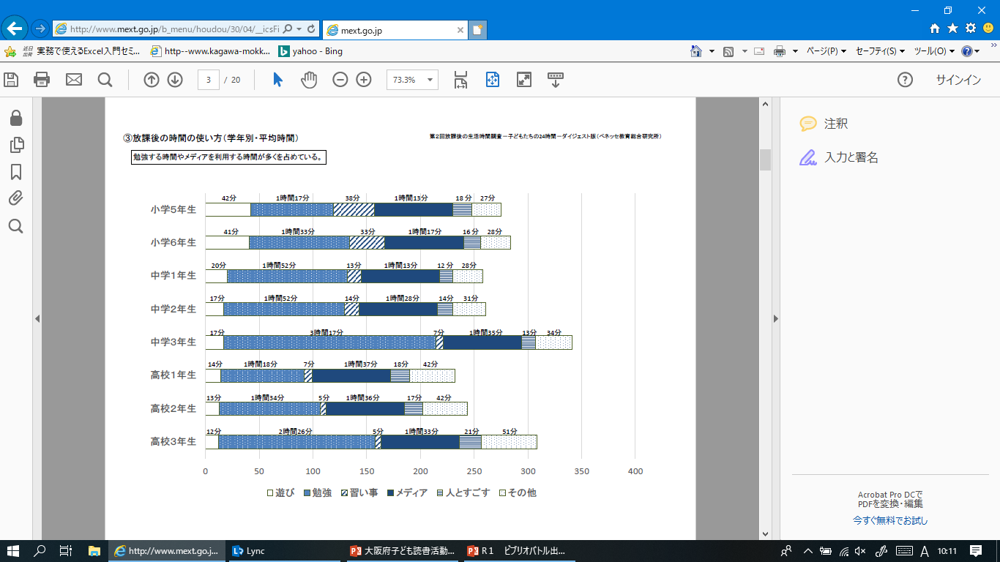 http://www.mext.go.jp/b_menu/houdou/30/04/__icsFi
mext.go.jp
近日出荷 実務で使えるExcel入門セミ... http--www.kagawa-mokk... yahoo - Bing
ページ(P) セーフティ(S) ツール(O)
3 / 20 73.3% サインイン
注釈
入力と署名
③放課後の時間の使い方(学年別・平均時間)
第2回放課後の生活時間調査－子どもたちの24時間－ダイジェスト版(ベネッセ教育総合研究所)
勉強する時間やメディアを利用する時間が多くを占めている。
42分 1時間17分 38分 1時間13分 18分 27分
小学5年生
41分 1時間33分 33分 1時間17分 16分 28分
小学6年生
20分 1時間52分 13分 1時間13分 12分 28分
中学1年生
17分 1時間52分 14分 1時間28分 14分 31分
中学2年生
17分 3時間17分 7分 1時間35分 13分 34分
中学3年生
14分 1時間18分 7分 1時間37分 18分 42分
高校1年生
13分 1時間34分 5分 1時間36分 17分 42分
高校2年生
12分 2時間26分 5分 1時間33分 21分 51分
高校3年生
0 50 100 150 200 250 300 350 400
遊び 勉強 習い事 メディア 人とすごす その他
Acrobat Pro DCで
PDFを変換・編集
今すぐ無料でお試し
http://www.mext.go.j... Lync 大阪府子ども読書活動... R1 ビブリオバトル出... A 10:11